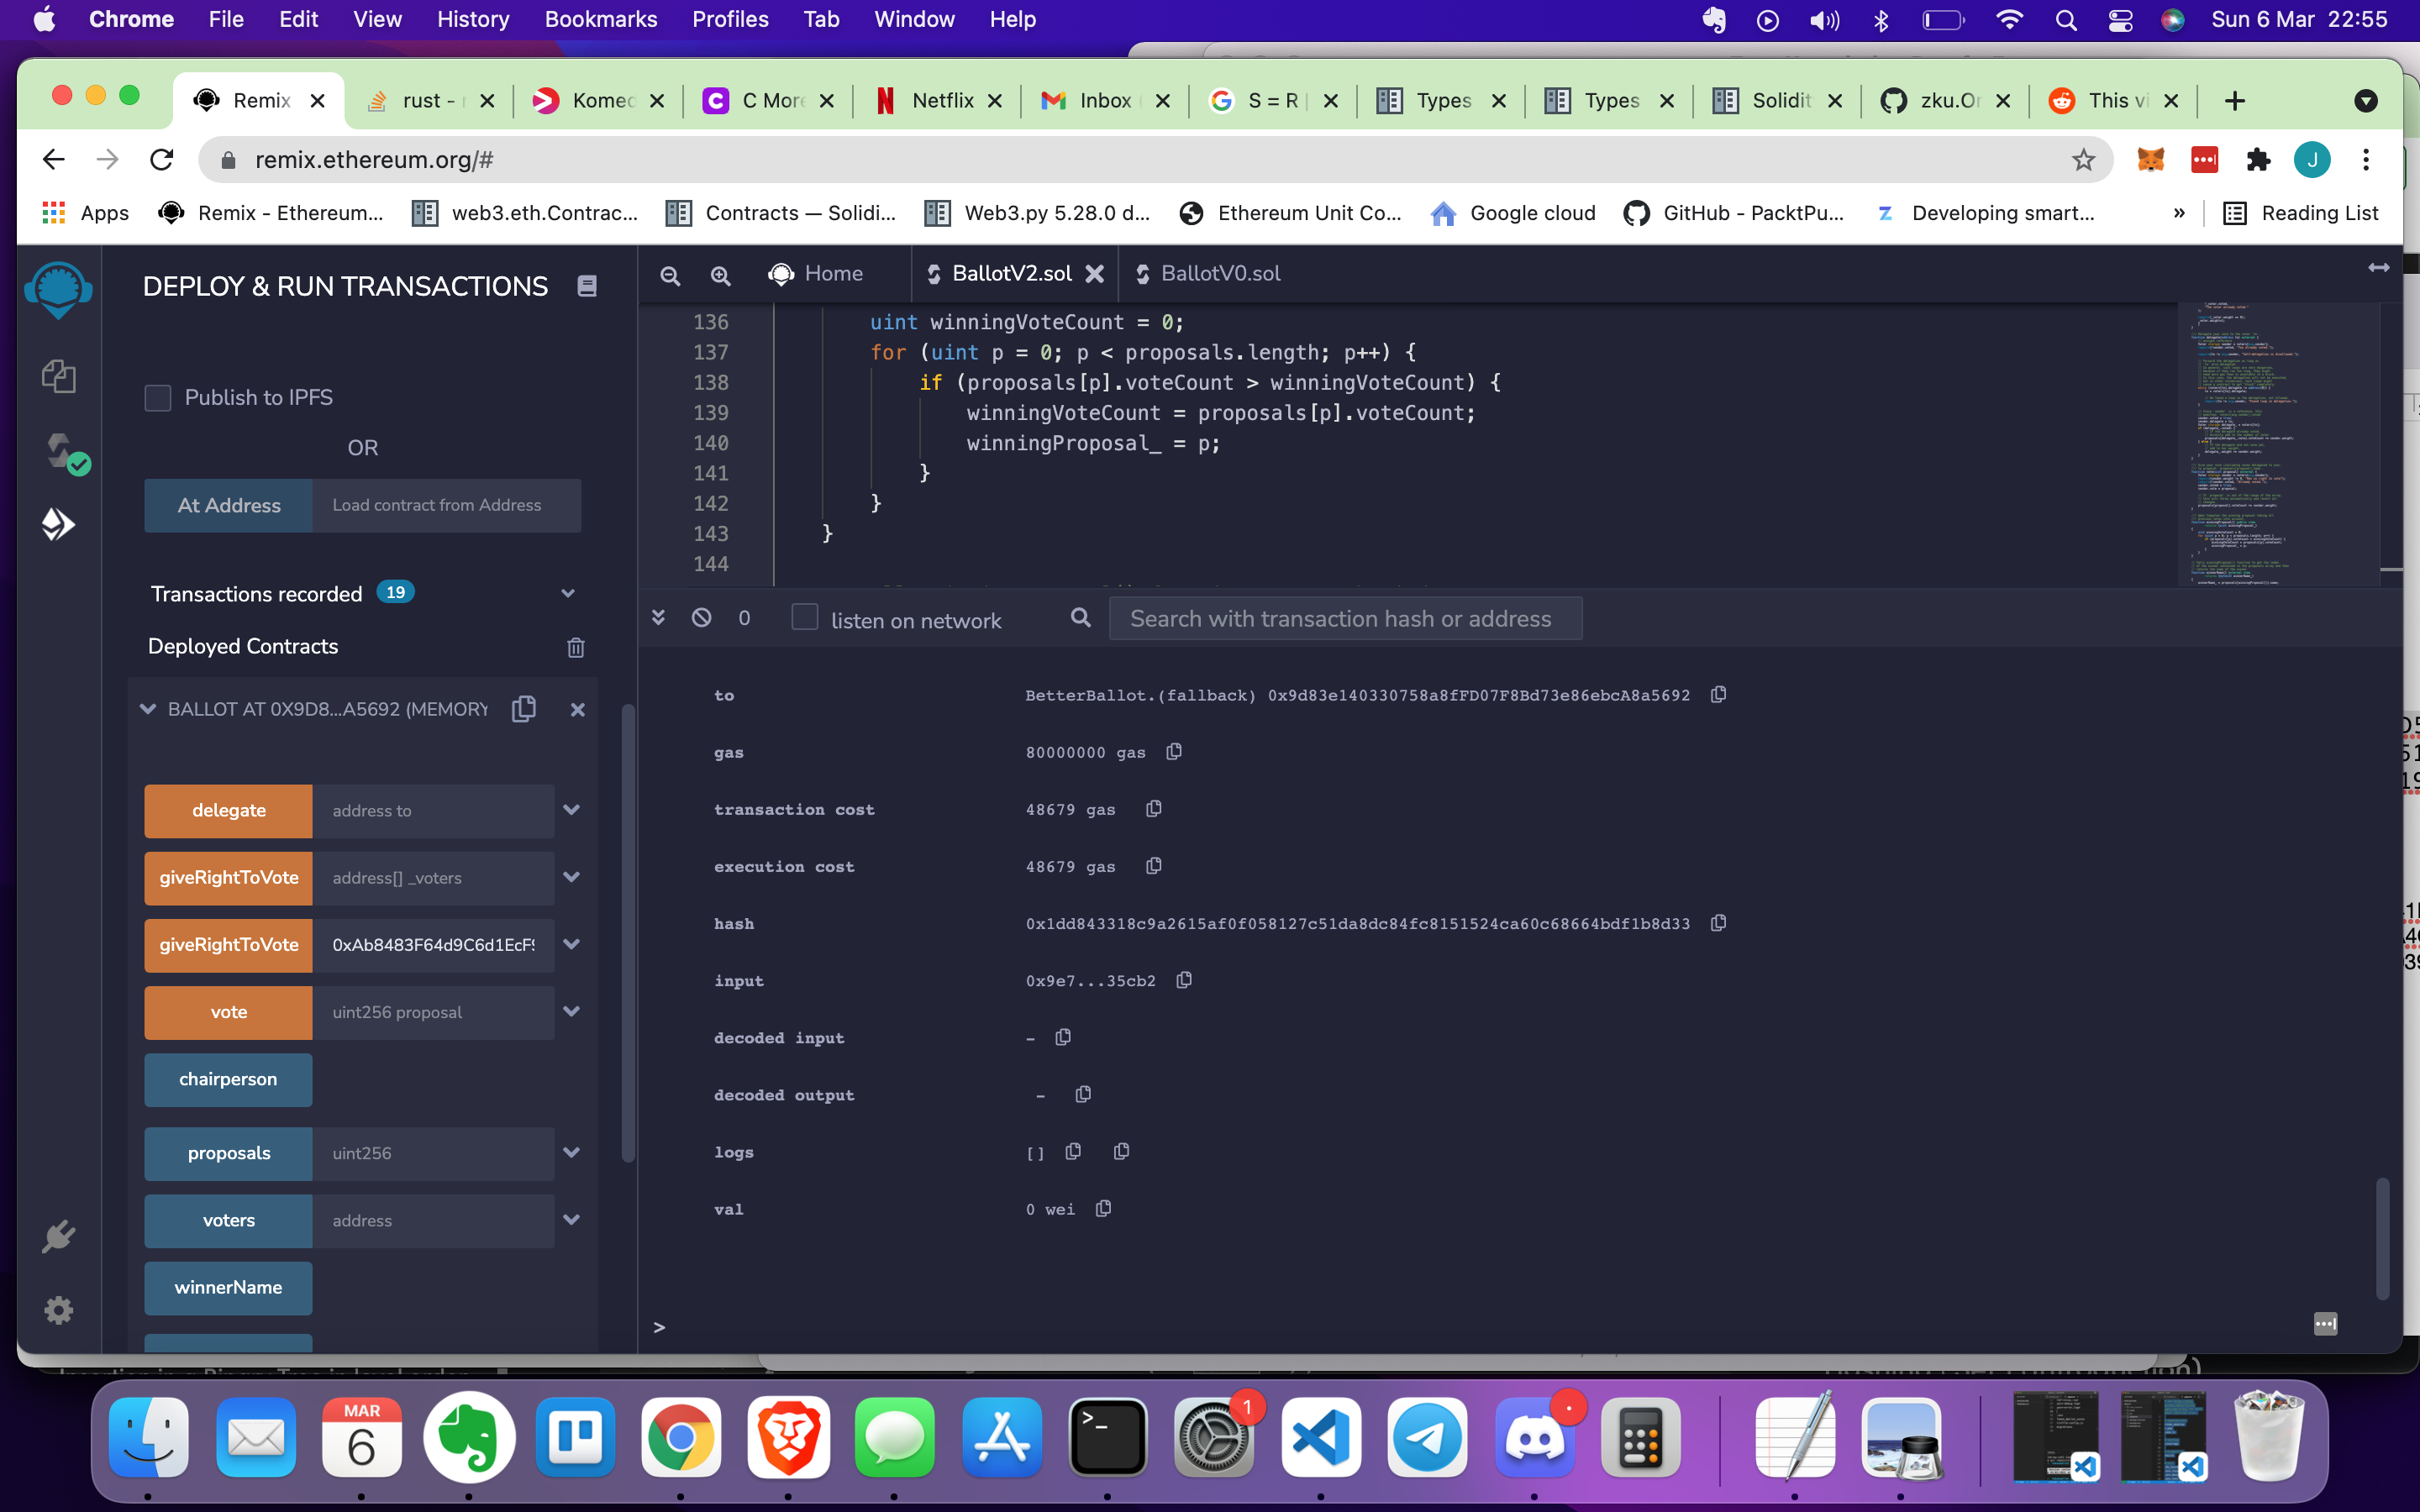 Chrome File Edit View History Bookmarks Profiles Tab Window Help Sun 6 Mar 22:55
Remix rust - Komed C More Netflix Inbox S = R Types Types Solidit zku.Or This vi
remix.ethereum.org/#
J
Apps Remix - Ethereum... web3.eth.Contrac... Contracts — Solidi... Web3.py 5.28.0 d... Ethereum Unit Co... Google cloud GitHub - PacktPu... Developing smart... » Reading List
DEPLOY & RUN TRANSACTIONS
Publish to IPFS
OR
At Address Load contract from Address
Transactions recorded 19
Deployed Contracts
BALLOT AT 0X9D8...A5692 (MEMORY
delegate address to
giveRightToVote address[] _voters
giveRightToVote 0xAb8483F64d9C6d1EcF9
vote uint256 proposal
chairperson
proposals uint256
voters address
winnerName
Home BallotV2.sol BallotV0.sol
136 uint winningVoteCount = 0;
137 for (uint p = 0; p < proposals.length; p++) {
138 if (proposals[p].voteCount > winningVoteCount) {
139 winningVoteCount = proposals[p].voteCount;
140 winningProposal_ = p;
141 }
142 }
143 }
144
0 listen on network Search with transaction hash or address
to BetterBallot.(fallback) 0x9d83e140330758a8fFD07F8Bd73e86ebcA8a5692
gas 80000000 gas
transaction cost 48679 gas
execution cost 48679 gas
hash 0x1dd843318c9a2615af0f058127c51da8dc84fc8151524ca60c68664bdf1b8d33
input 0x9e7...35cb2
decoded input -
decoded output -
logs []
val 0 wei
>
MAR
6
1